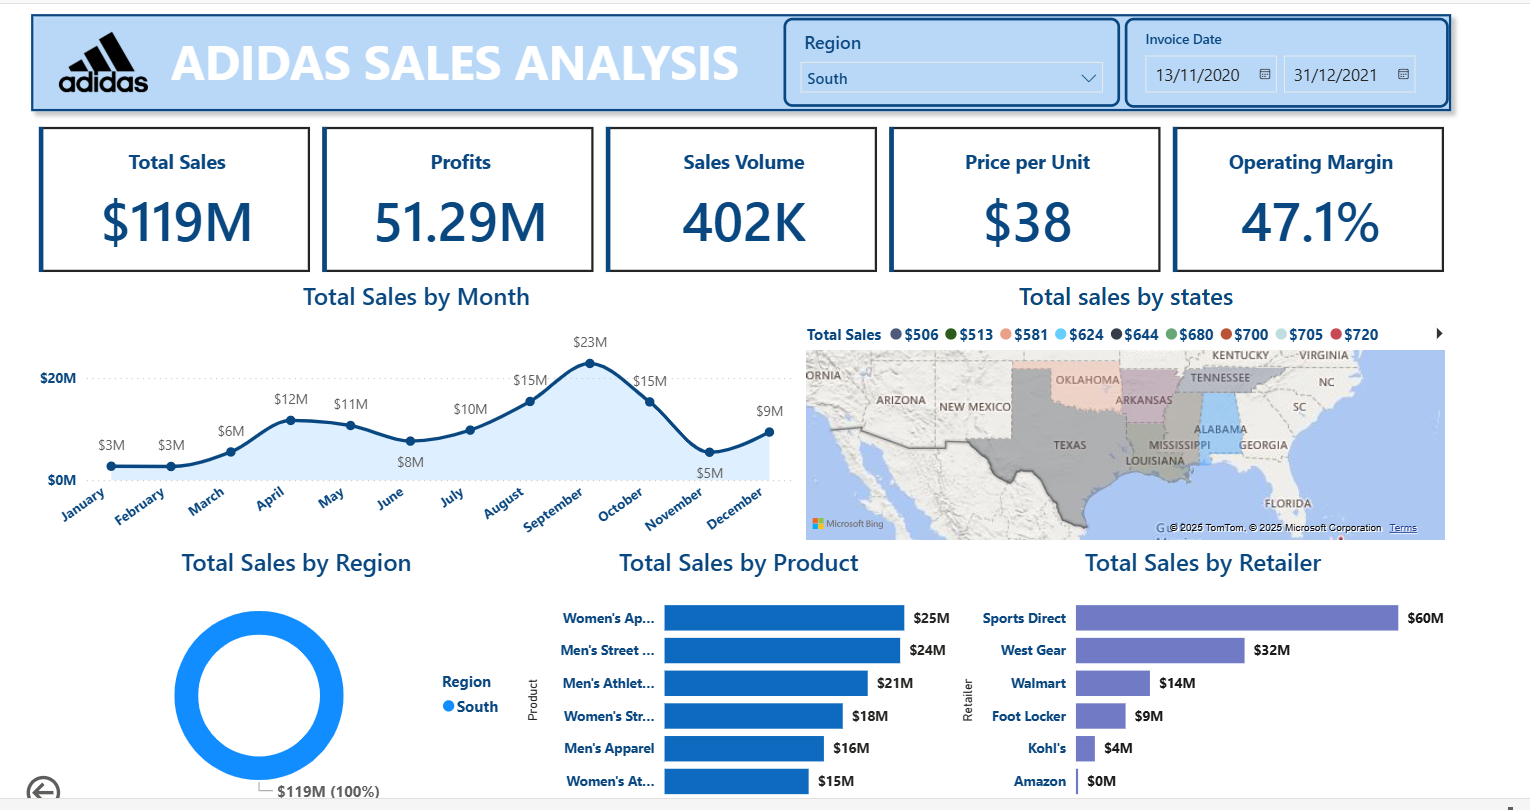 adidas
ADIDAS SALES ANALYSIS
Region
South
Invoice Date
13/11/2020
31/12/2021
Total Sales
$119M
Profits
51.29M
Sales Volume
402K
Price per Unit
$38
Operating Margin
47.1%
Total Sales by Month
$20M
$0M
$3M
$3M
$6M
$12M
$11M
$8M
$10M
$15M
$23M
$15M
$5M
$9M
January
February
March
April
May
June
July
August
September
October
November
December
Total sales by states
Total Sales $506 $513 $581 $624 $644 $680 $700 $705 $720
KENTUCKY
VIRGINIA
ORNIA
OKLAHOMA
TENNESSEE
NC
ARIZONA
NEW MEXICO
ARKANSAS
SC
TEXAS
ALABAMA
MISSISSIPPI
GEORGIA
LOUISIANA
FLORIDA
Microsoft Bing
© 2025 TomTom, © 2025 Microsoft Corporation Terms
Total Sales by Region
Region
South
$119M (100%)
Total Sales by Product
Product
Women's Ap... $25M
Men's Street ... $24M
Men's Athlet... $21M
Women's Str... $18M
Men's Apparel $16M
Women's At... $15M
Total Sales by Retailer
Retailer
Sports Direct $60M
West Gear $32M
Walmart $14M
Foot Locker $9M
Kohl's $4M
Amazon $0M